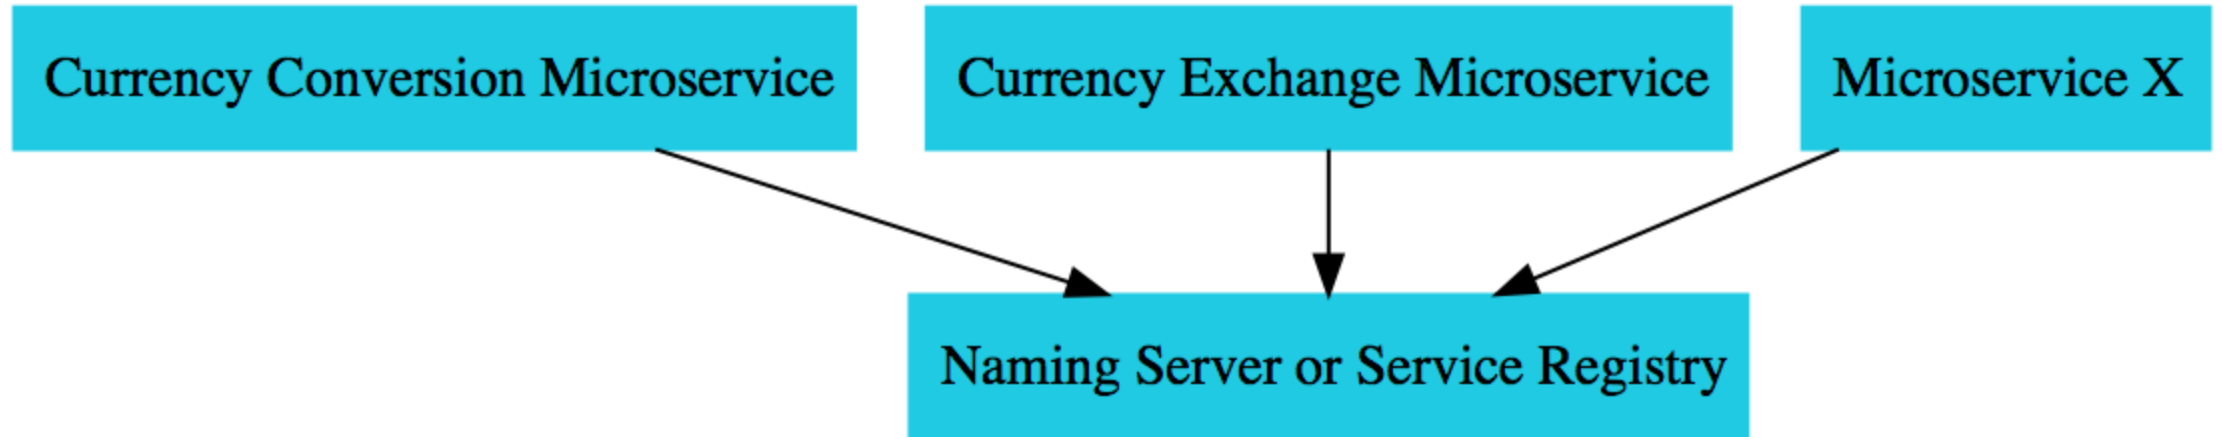 Currency Conversion Microservice
Currency Exchange Microservice
Microservice X
Naming Server or Service Registry